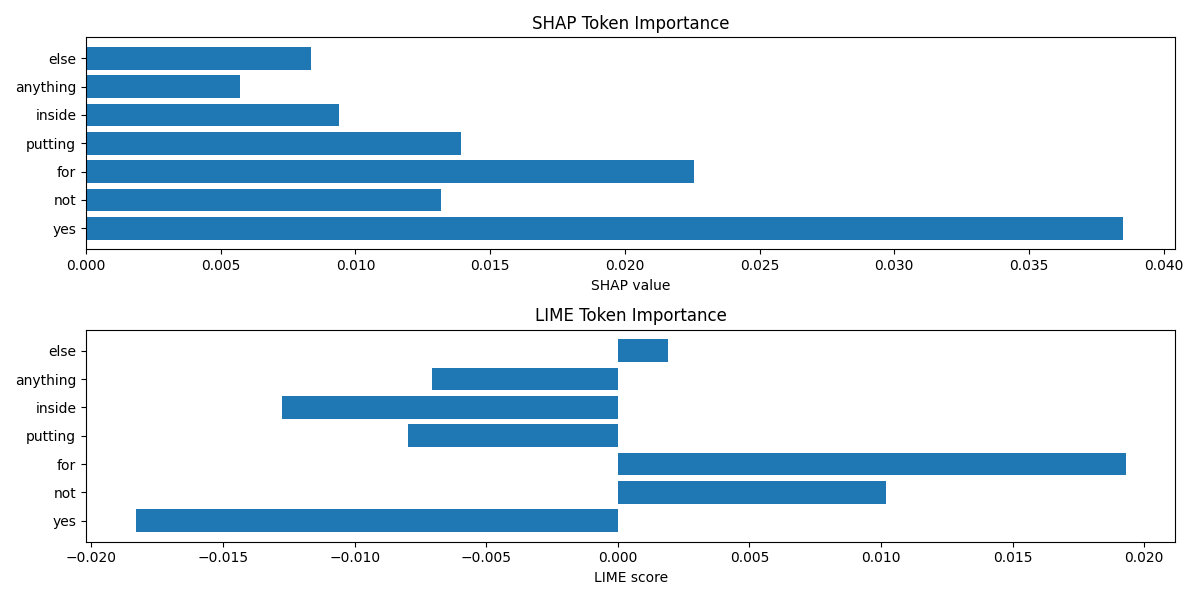 SHAP Token Importance
else
anything
inside
putting
for
not
yes
0.000 0.005 0.010 0.015 0.020 0.025 0.030 0.035 0.040
SHAP value
LIME Token Importance
else
anything
inside
putting
for
not
yes
−0.020 −0.015 −0.010 −0.005 0.000 0.005 0.010 0.015 0.020
LIME score